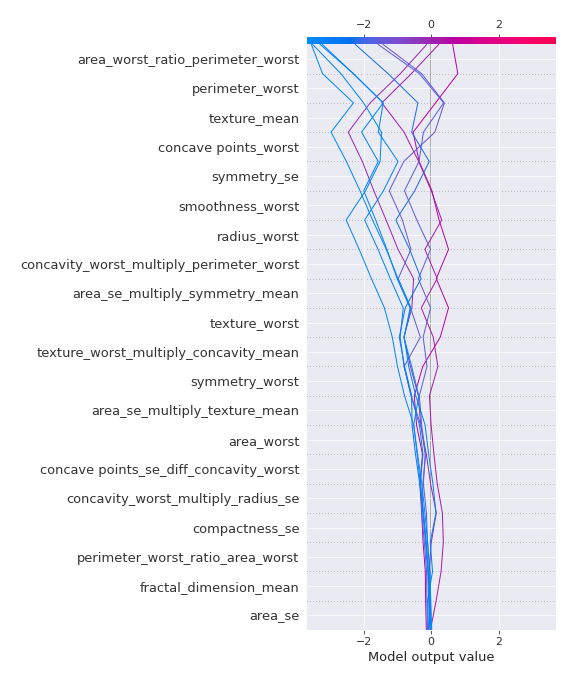 −2 0 2
area_worst_ratio_perimeter_worst
perimeter_worst
texture_mean
concave points_worst
symmetry_se
smoothness_worst
radius_worst
concavity_worst_multiply_perimeter_worst
area_se_multiply_symmetry_mean
texture_worst
texture_worst_multiply_concavity_mean
symmetry_worst
area_se_multiply_texture_mean
area_worst
concave points_se_diff_concavity_worst
concavity_worst_multiply_radius_se
compactness_se
perimeter_worst_ratio_area_worst
fractal_dimension_mean
area_se
−2 0 2
Model output value